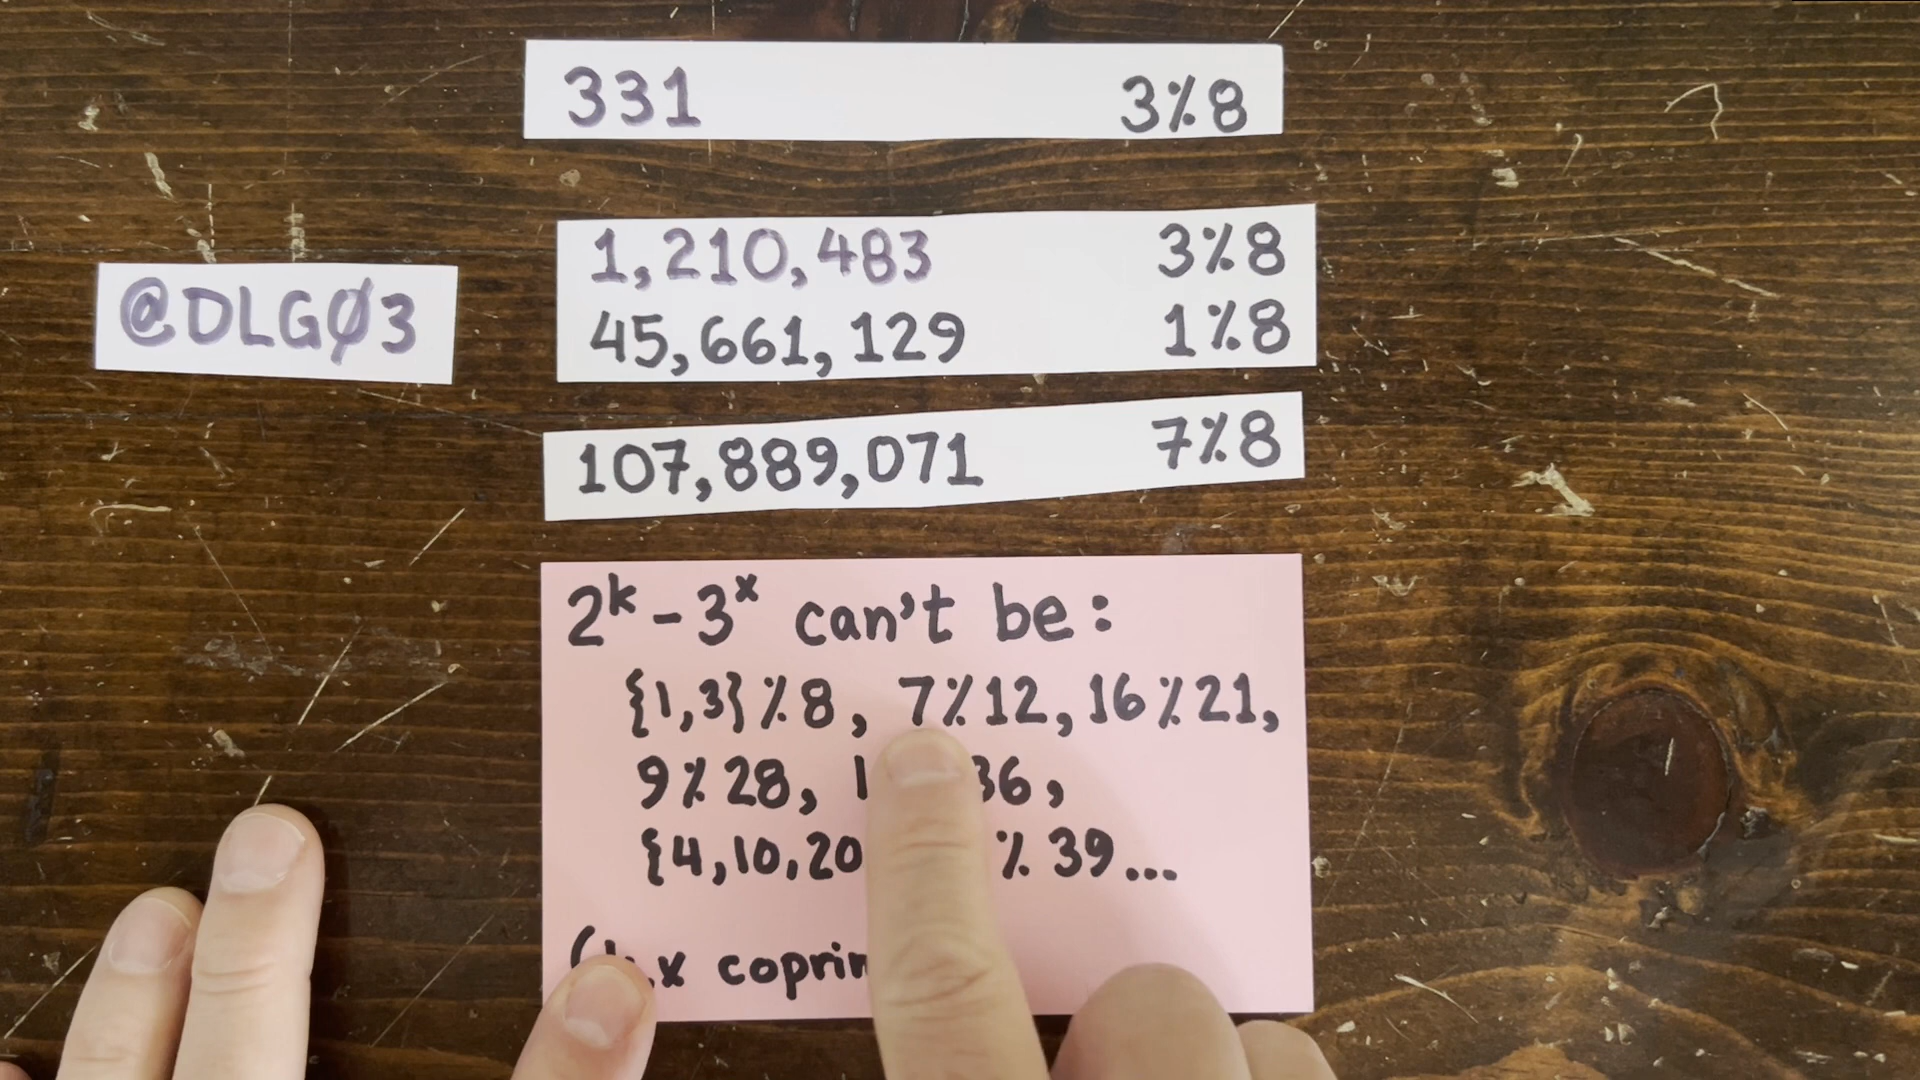 331 3%8
@DLGØ3
1,210,483 3%8
45,661,129 1%8
107,889,071 7%8
2^k - 3^x can't be:
{1,3}%8, 7%12, 16%21,
9%28, 36,
{4,10,20 % 39...
x